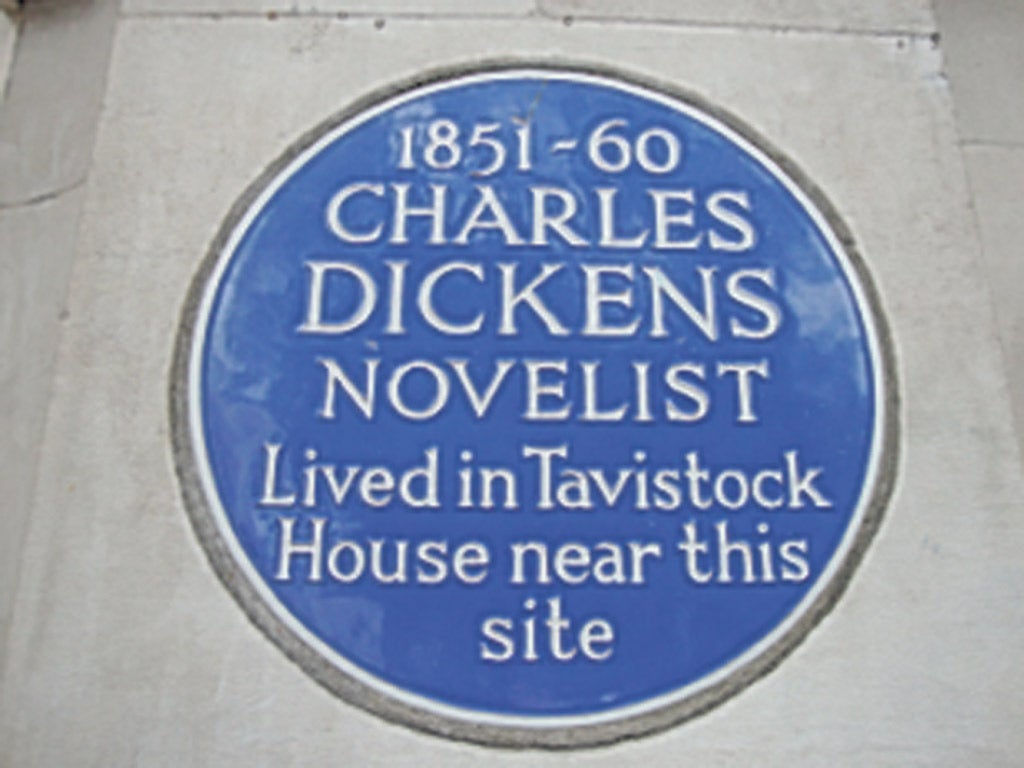 1851-60
CHARLES
DICKENS
NOVELIST
Lived in Tavistock
House near this
site